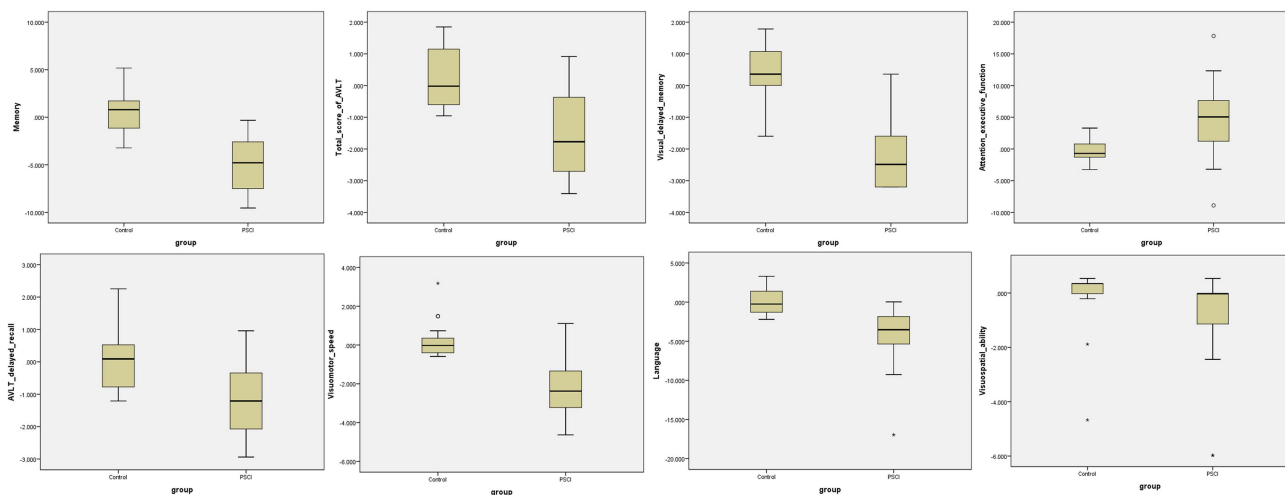 Memory
10.000
5.000
.000
-5.000
-10.000
Control
PSCI
group
Total_score_of_AVLT
2.000
1.000
.000
-1.000
-2.000
-3.000
-4.000
Control
PSCI
group
Visual_delayed_memory
2.000
1.000
.000
-1.000
-2.000
-3.000
-4.000
Control
PSCI
group
Attention_executive_function
20.000
15.000
10.000
5.000
.000
-5.000
-10.000
Control
PSCI
group
AVLT_delayed_recall
3.000
2.000
1.000
.000
-1.000
-2.000
-3.000
Control
PSCI
group
Visuomotor_speed
4.000
2.000
.000
-2.000
-4.000
-6.000
Control
PSCI
group
Language
5.000
.000
-5.000
-10.000
-15.000
-20.000
Control
PSCI
group
Visuospatial_ability
.000
-2.000
-4.000
-6.000
Control
PSCI
group